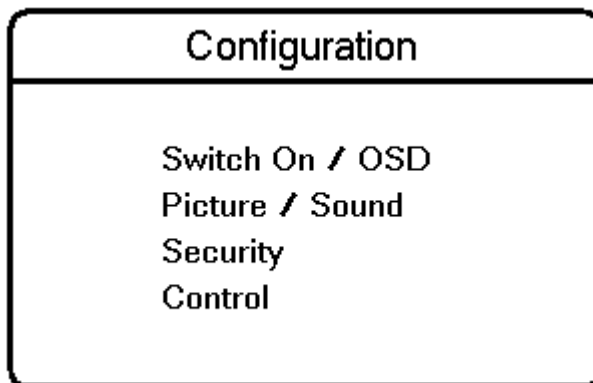 Configuration
Switch On / OSD
Picture / Sound
Security
Control